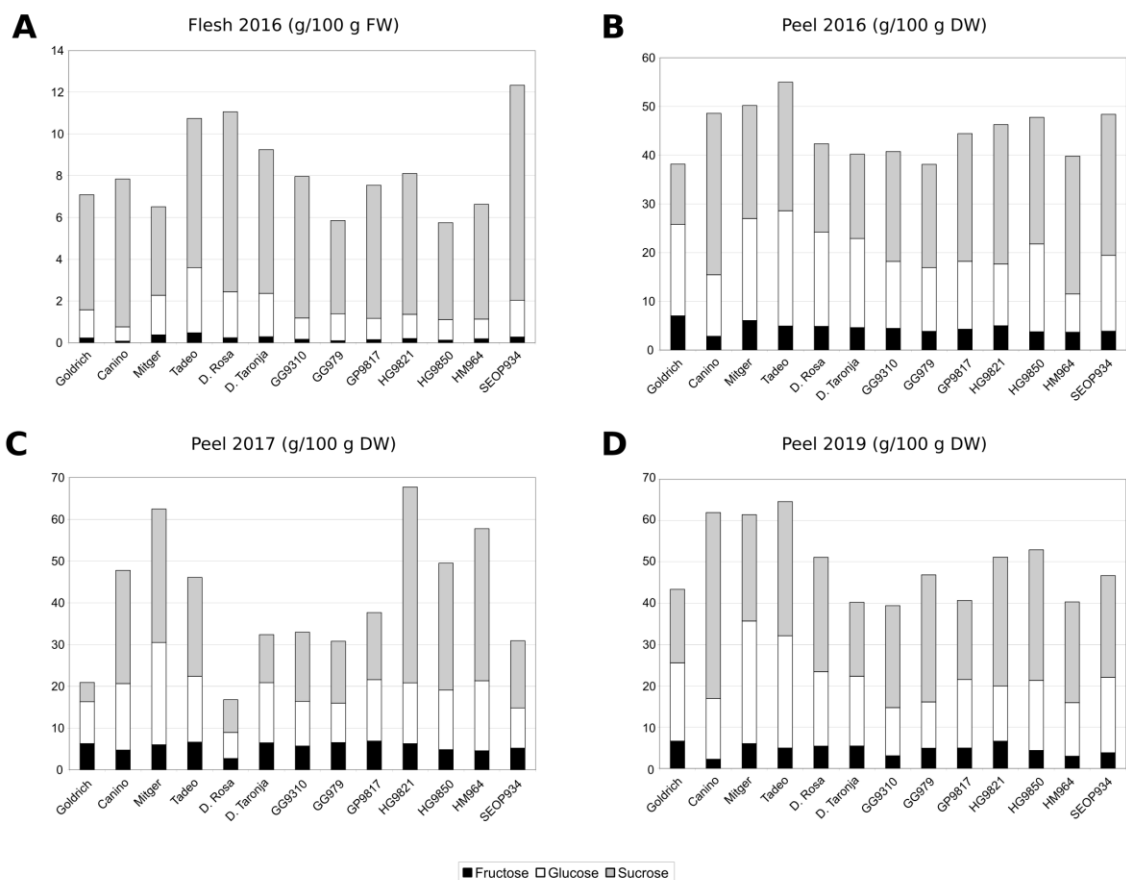 A
Flesh 2016 (g/100 g FW)
14
12
10
8
6
4
2
0
Goldrich
Canino
Mitger
Tadeo
D. Rosa
D. Taronja
GG9310
GG979
GP9817
HG9821
HG9850
HM964
SEOP934
B
Peel 2016 (g/100 g DW)
60
50
40
30
20
10
0
Goldrich
Canino
Mitger
Tadeo
D. Rosa
D. Taronja
GG9310
GG979
GP9817
HG9821
HG9850
HM964
SEOP934
C
Peel 2017 (g/100 g DW)
70
60
50
40
30
20
10
0
Goldrich
Canino
Mitger
Tadeo
D. Rosa
D. Taronja
GG9310
GG979
GP9817
HG9821
HG9850
HM964
SEOP934
D
Peel 2019 (g/100 g DW)
70
60
50
40
30
20
10
0
Goldrich
Canino
Mitger
Tadeo
D. Rosa
D. Taronja
GG9310
GG979
GP9817
HG9821
HG9850
HM964
SEOP934
Fructose Glucose Sucrose